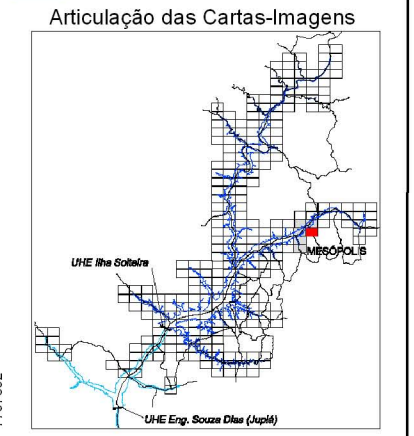 Articulação das Cartas-Imagens
MESÓPOLIS
UHE Ilha Solteira
UHE Eng. Souza Dias (Jupiá)